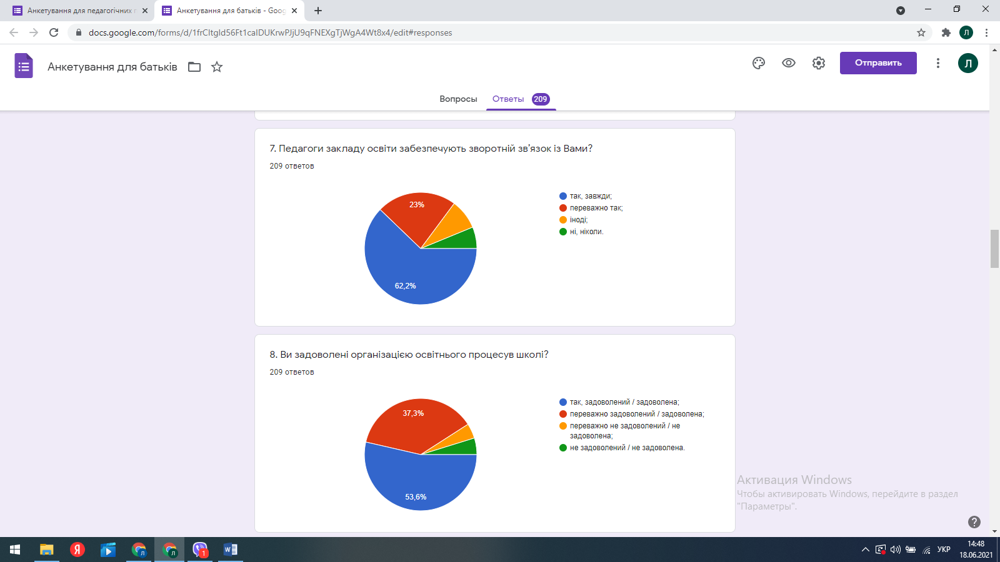 Анкетування для педагогічних
Анкетування для батьків - Goog
docs.google.com/forms/d/1frCltgId56Ft1caIDUKrwPJjU9qFNEXgTjWgA4Wt8x4/edit#responses
Л
Анкетування для батьків
Отправить
Л
Вопросы
Ответы 209
7. Педагоги закладу освіти забезпечують зворотній зв’язок із Вами?
209 ответов
23%
62,2%
так, завжди;
переважно так;
іноді;
ні, ніколи.
8. Ви задоволені організацією освітнього процесув школі?
209 ответов
37,3%
53,6%
так, задоволений / задоволена;
переважно задоволений / задоволена;
переважно не задоволений / не
задоволена;
не задоволений / не задоволена.
Активация Windows
Чтобы активировать Windows, перейдите в раздел
"Параметры".
Я
Л
Л
1
W
УКР
14:48
18.06.2021